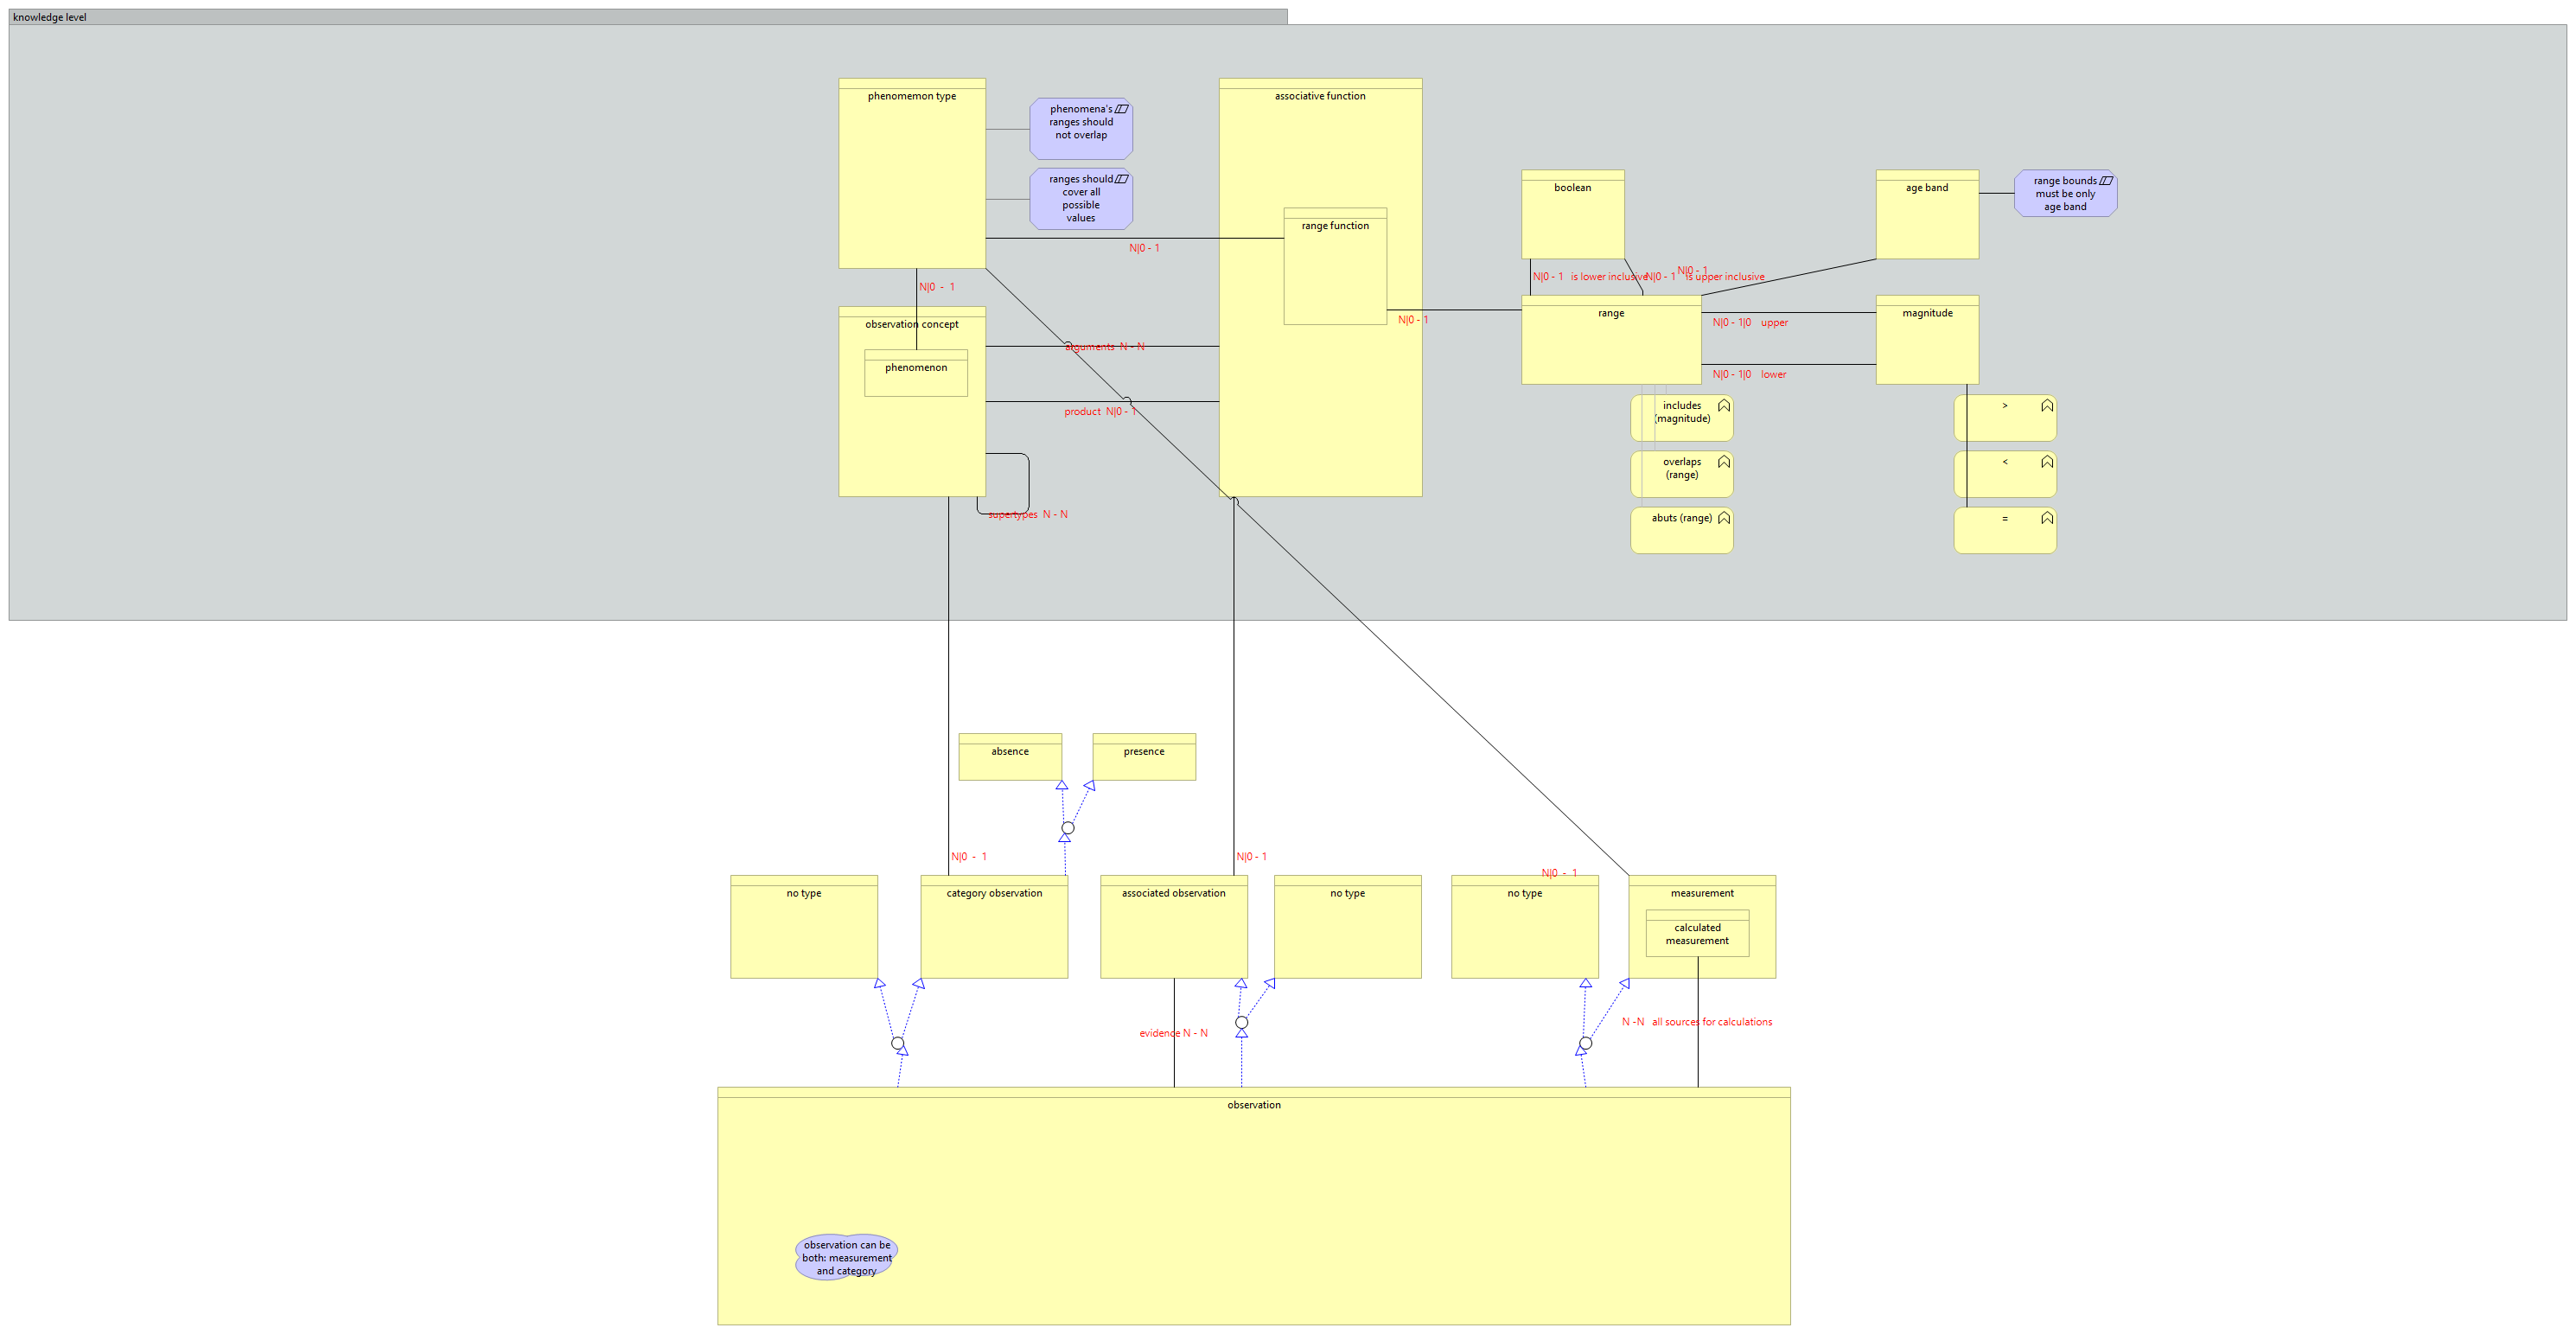 knowledge level
phenomemon type
phenomena's
ranges should
not overlap
ranges should
cover all
possible
values
associative function
range function
N|0 - 1
boolean
age band
range bounds
must be only
age band
N|0 - 1
N|0 - 1   is lower inclusive
N|0 - 1   is upper inclusive
N|0  -  1
observation concept
phenomenon
arguments  N - N
product  N|0 - 1
supertypes  N - N
N|0 - 1
range
N|0 - 1|0   upper
N|0 - 1|0   lower
magnitude
includes
(magnitude)
overlaps
(range)
abuts (range)
>
<
=
absence
presence
N|0  -  1
N|0 - 1
N|0  -  1
no type
category observation
associated observation
no type
no type
measurement
calculated
measurement
evidence N - N
N -N   all sources for calculations
observation
observation can be
both: measurement
and category